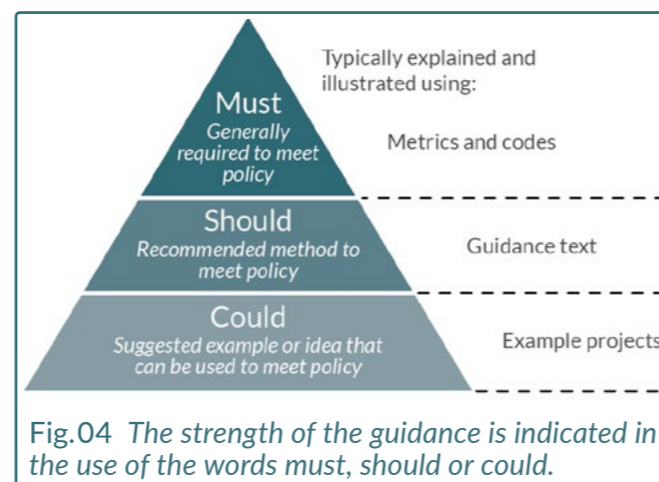 Typically explained and
illustrated using:
Must
Generally
required to meet
policy
Metrics and codes
Should
Recommended method to
meet policy
Guidance text
Could
Suggested example or idea that
can be used to meet policy
Example projects
Fig.04 The strength of the guidance is indicated in
the use of the words must, should or could.